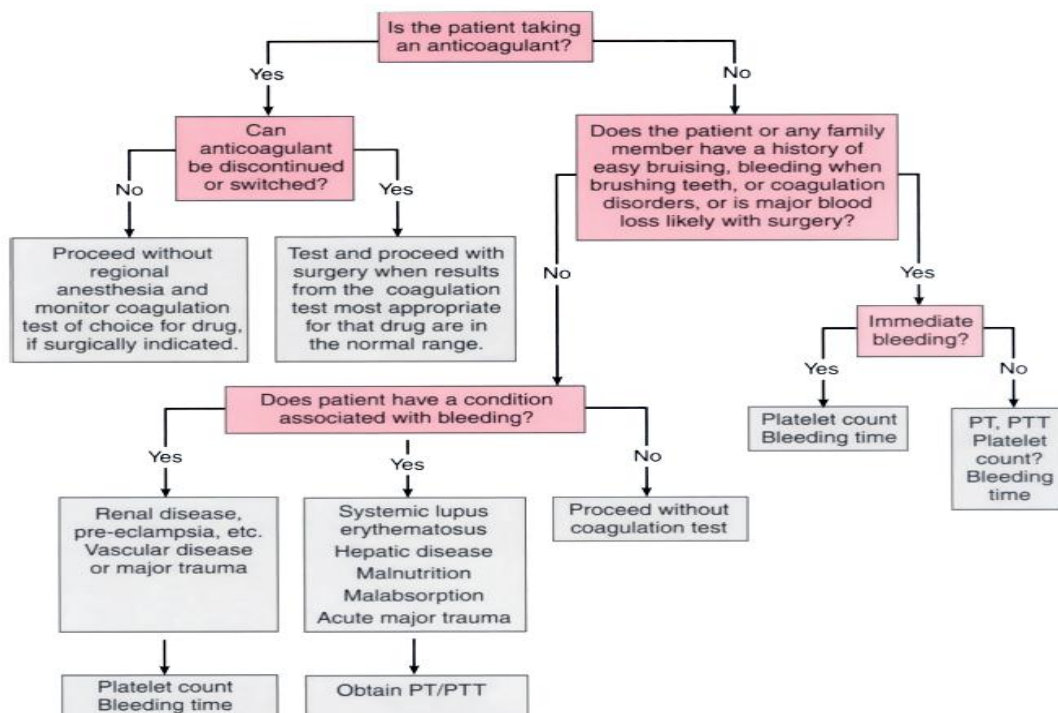 Is the patient taking
an anticoagulant?
Yes
No
Can
anticoagulant
be discontinued
or switched?
Does the patient or any family
member have a history of
easy bruising, bleeding when
brushing teeth, or coagulation
disorders, or is major blood
loss likely with surgery?
No
Yes
Proceed without
regional
anesthesia and
monitor coagulation
test of choice for drug,
if surgically indicated.
Test and proceed with
surgery when results
from the coagulation
test most appropriate
for that drug are in
the normal range.
No
Yes
Immediate
bleeding?
Yes
No
Platelet count
Bleeding time
PT, PTT
Platelet
count?
Bleeding
time
Does patient have a condition
associated with bleeding?
Yes
Yes
No
Renal disease,
pre-eclampsia, etc.
Vascular disease
or major trauma
Systemic lupus
erythematosus
Hepatic disease
Malnutrition
Malabsorption
Acute major trauma
Proceed without
coagulation test
Platelet count
Bleeding time
Obtain PT/PTT